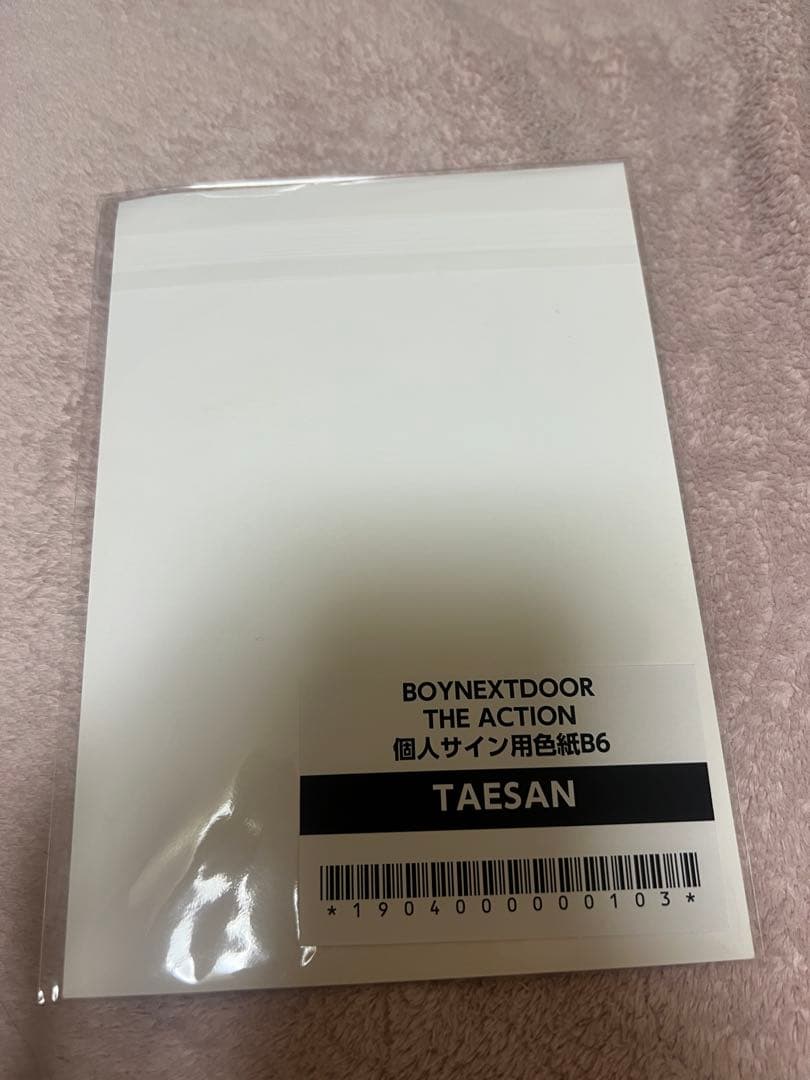 BOYNEXTDOOR
THE ACTION
個人サイン用色紙B6
TAESAN
*1904000000103*